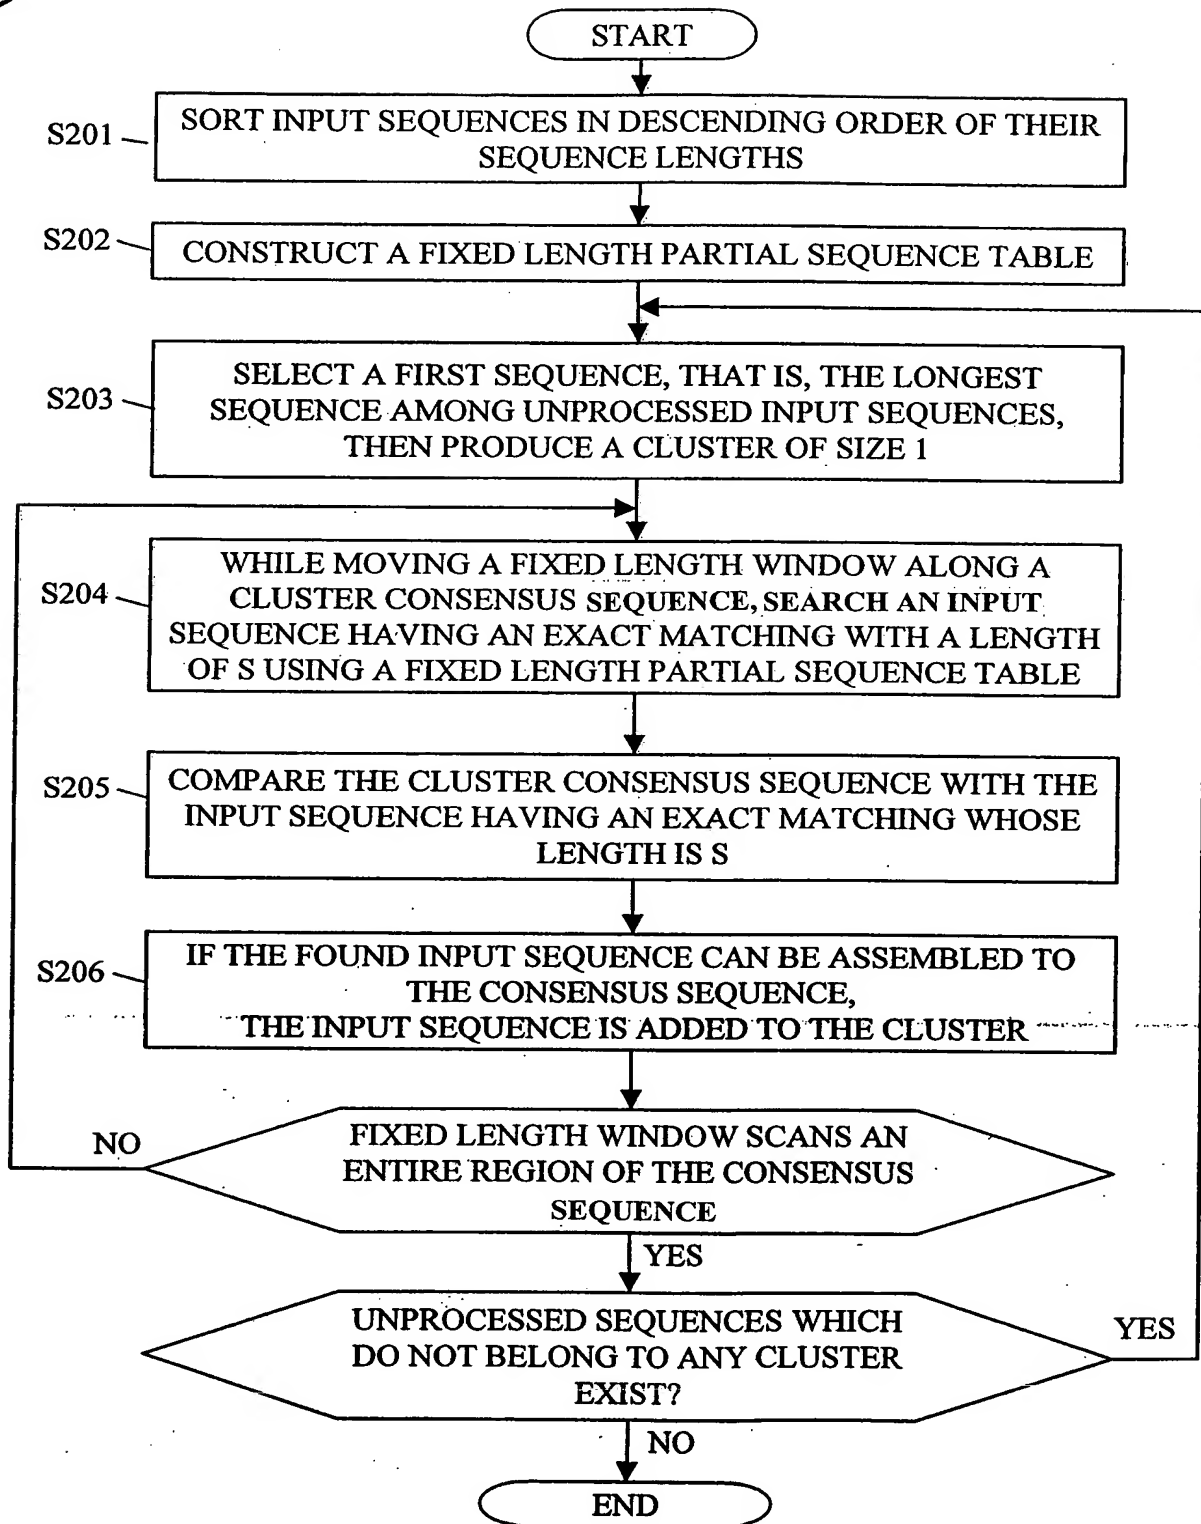 START
S201
SORT INPUT SEQUENCES IN DESCENDING ORDER OF THEIR
SEQUENCE LENGTHS
S202
CONSTRUCT A FIXED LENGTH PARTIAL SEQUENCE TABLE
S203
SELECT A FIRST SEQUENCE, THAT IS, THE LONGEST
SEQUENCE AMONG UNPROCESSED INPUT SEQUENCES,
THEN PRODUCE A CLUSTER OF SIZE 1
S204
WHILE MOVING A FIXED LENGTH WINDOW ALONG A
CLUSTER CONSENSUS SEQUENCE, SEARCH AN INPUT
SEQUENCE HAVING AN EXACT MATCHING WITH A LENGTH
OF S USING A FIXED LENGTH PARTIAL SEQUENCE TABLE
S205
COMPARE THE CLUSTER CONSENSUS SEQUENCE WITH THE
INPUT SEQUENCE HAVING AN EXACT MATCHING WHOSE
LENGTH IS S
S206
IF THE FOUND INPUT SEQUENCE CAN BE ASSEMBLED TO
THE CONSENSUS SEQUENCE,
THE INPUT SEQUENCE IS ADDED TO THE CLUSTER
NO
FIXED LENGTH WINDOW SCANS AN
ENTIRE REGION OF THE CONSENSUS
SEQUENCE
YES
UNPROCESSED SEQUENCES WHICH
DO NOT BELONG TO ANY CLUSTER
EXIST?
YES
NO
END